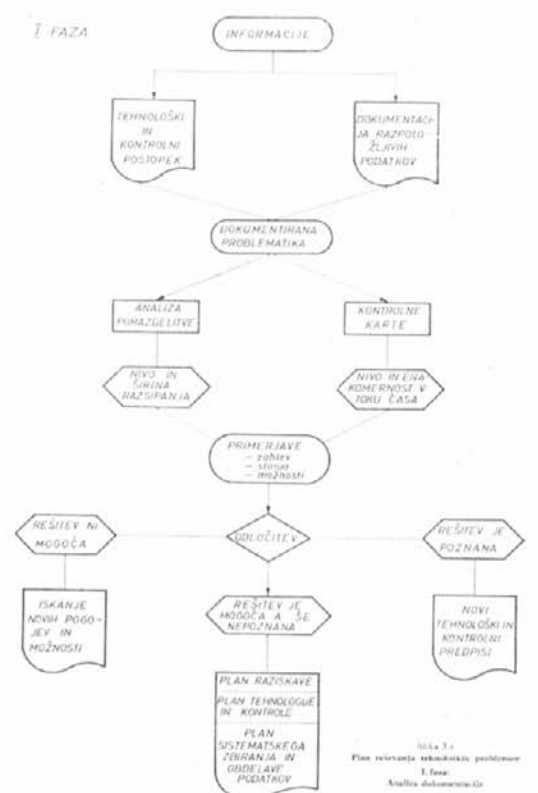 I. FAZA
INFORMACIJE
TEHNOLOŠKI
IN
KONTROLNI
POSTOPEK
DOKUMENTACI-
JA RAZPOLO-
ŽLJIVIH
PODATKOV
DOKUMENTIRANA
PROBLEMATIKA
ANALIZA
PORAZDELITVE
KONTROLNE
KARTE
NIVO IN
ŠIRINA
RAZSIPANJA
NIVO IN ENA
KOMERNOST V
TOKU ČASA
PRIMERJAVE
— zahtev
— stanja
— možnosti
REŠITEV NI
MOGOČA
ODLOČITEV
REŠITEV JE
POZNANA
ISKANJE
NOVIH POGO-
JEV IN
MOŽNOSTI
REŠITEV JE
MOGOČA A ŠE
NEPOZNANA
NOVI
TEHNOLOŠKI IN
KONTROLNI
PREDPISI
PLAN RAZISKAVE
PLAN TEHNOLOGIJE
IN KONTROLE
PLAN
SISTEMATSKEGA
ZBIRANJA IN
OBDELAVE
PODATKOV
Slika 3.
Plan reševanja tehnoloških problemov
I. faza:
Analiza dokumentacije